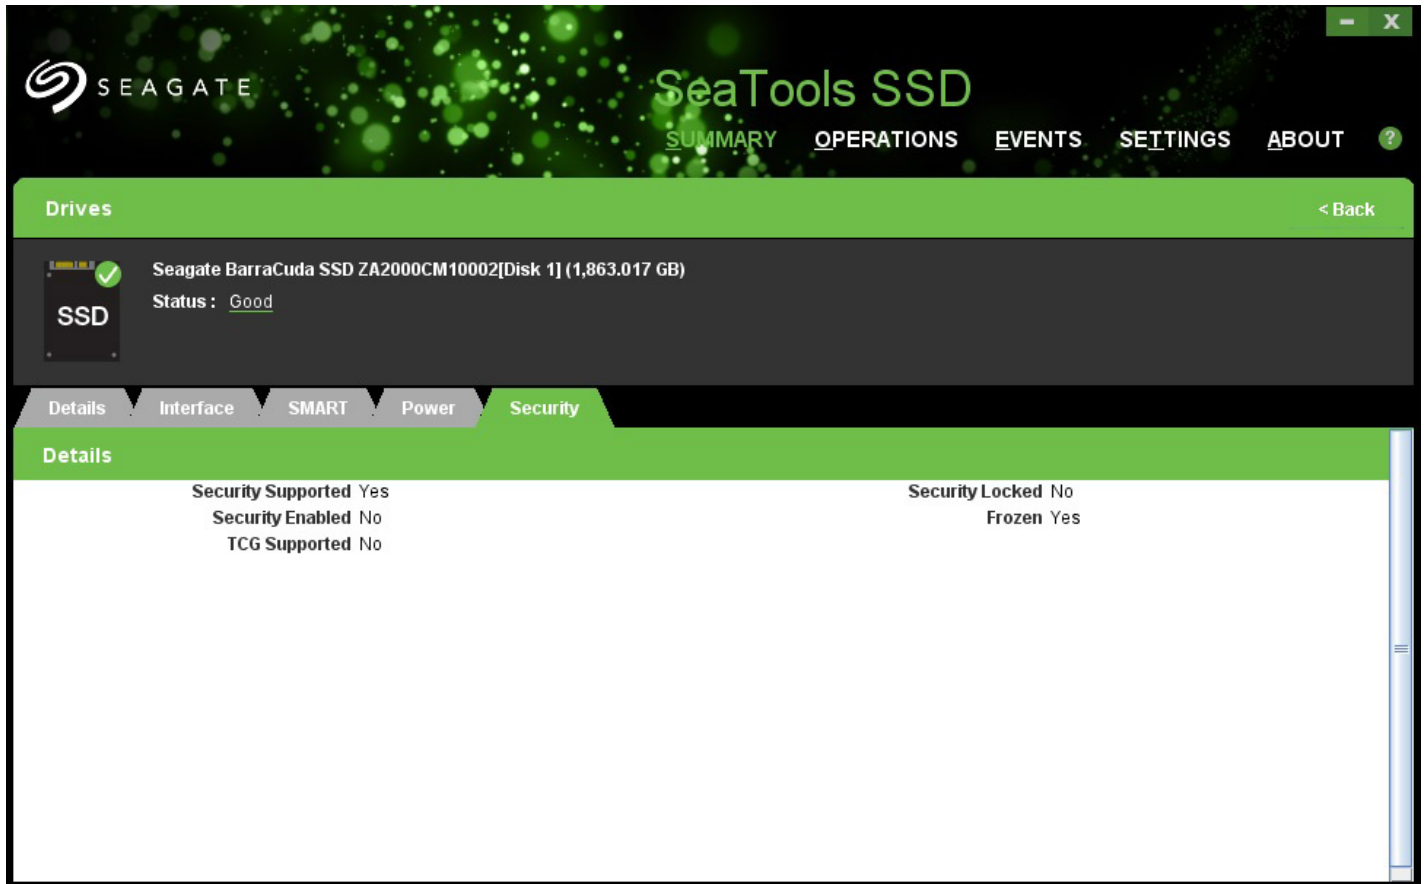 SEAGATE
SeaTools SSD
SUMMARY OPERATIONS EVENTS SETTINGS ABOUT ?
Drives < Back
SSD
Seagate BarraCuda SSD ZA2000CM10002[Disk 1] (1,863.017 GB)
Status : Good
Details Interface SMART Power Security
Details
Security Supported Yes Security Locked No
Security Enabled No Frozen Yes
TCG Supported No